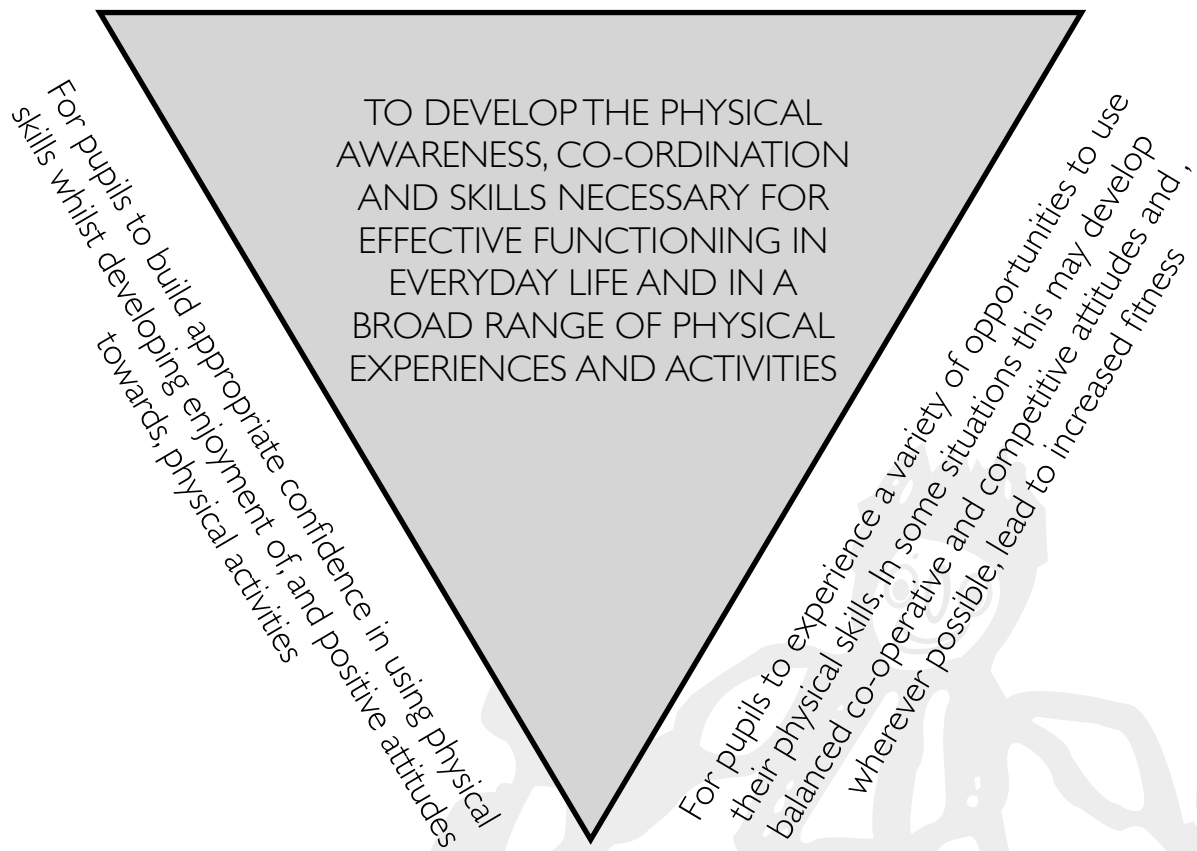 TO DEVELOP THE PHYSICAL
AWARENESS, CO-ORDINATION
AND SKILLS NECESSARY FOR
EFFECTIVE FUNCTIONING IN
EVERYDAY LIFE AND IN A
BROAD RANGE OF PHYSICAL
EXPERIENCES AND ACTIVITIES
For pupils to build appropriate confidence in using physical
skills whilst developing enjoyment of, and positive attitudes
towards, physical activities
For pupils to experience a variety of opportunities to use
their physical skills. In some situations this may develop
balanced co-operative and competitive attitudes and ,
wherever possible, lead to increased fitness